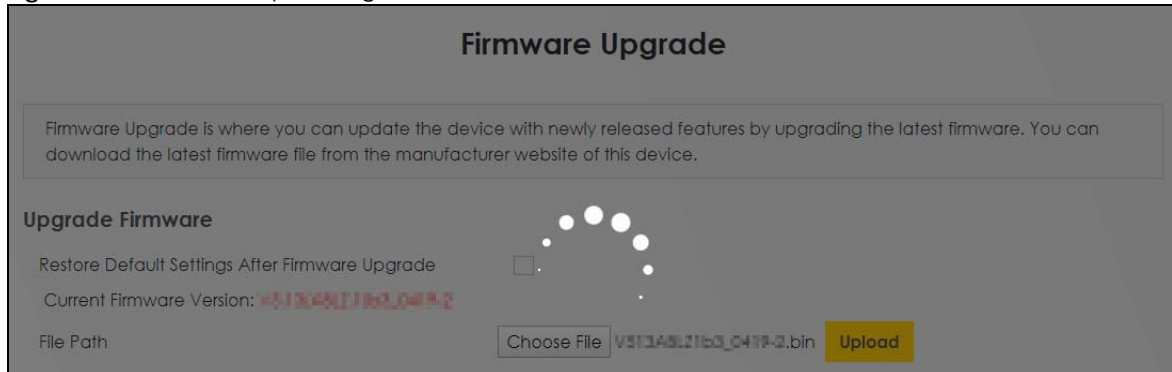 Firmware Upgrade
Firmware Upgrade is where you can update the device with newly released features by upgrading the latest firmware. You can
download the latest firmware file from the manufacturer website of this device.
Upgrade Firmware
Restore Default Settings After Firmware Upgrade
Current Firmware Version:
File Path Choose File .bin Upload